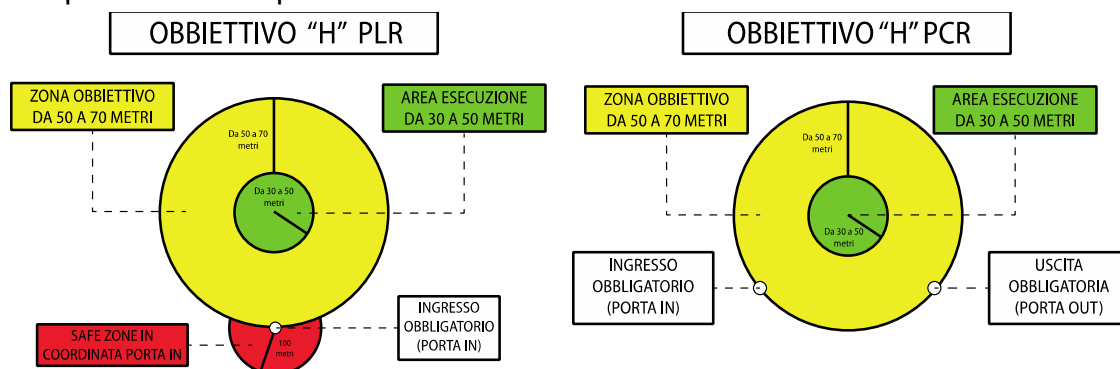 OBBIETTIVO “H” PLR
ZONA OBBIETTIVO
DA 50 A 70 METRI
AREA ESECUZIONE
DA 30 A 50 METRI
Da 50 a 70
metri
Da 30 a 50
metri
SAFE ZONE IN
COORDINATA PORTA IN
100
metri
INGRESSO
OBBLIGATORIO
(PORTA IN)
OBBIETTIVO “H” PCR
ZONA OBBIETTIVO
DA 50 A 70 METRI
AREA ESECUZIONE
DA 30 A 50 METRI
Da 50 a 70
metri
Da 30 a 50
metri
INGRESSO
OBBLIGATORIO
(PORTA IN)
USCITA
OBBLIGATORIA
(PORTA OUT)